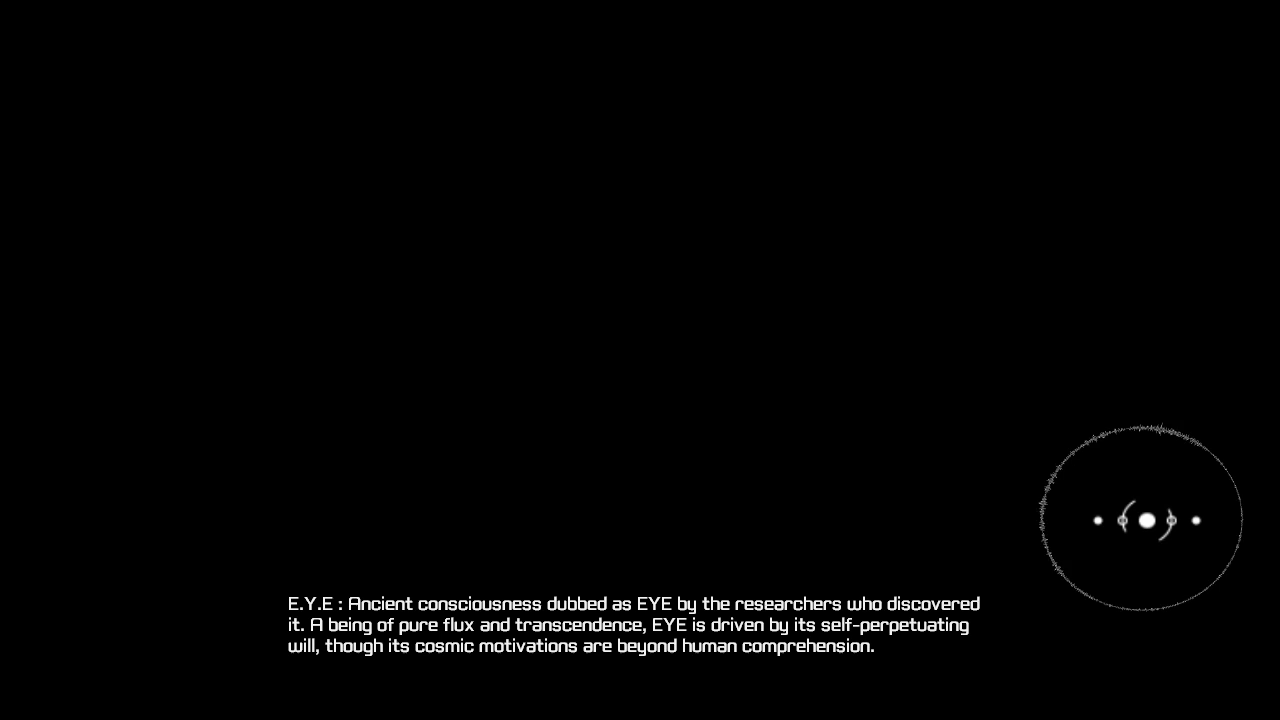 E.Y.E : Ancient consciousness dubbed as EYE by the researchers who discovered
it. A being of pure flux and transcendence, EYE is driven by its self-perpetuating
will, though its cosmic motivations are beyond human comprehension.